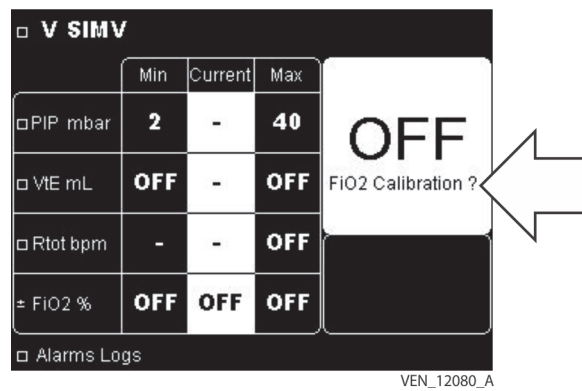 V SIMV
Min Current Max
PIP mbar 2 - 40
VtE mL OFF - OFF
Rtot bpm - - OFF
± FiO2 % OFF OFF OFF
OFF
FiO2 Calibration ?
Alarms Logs
VEN_12080_A